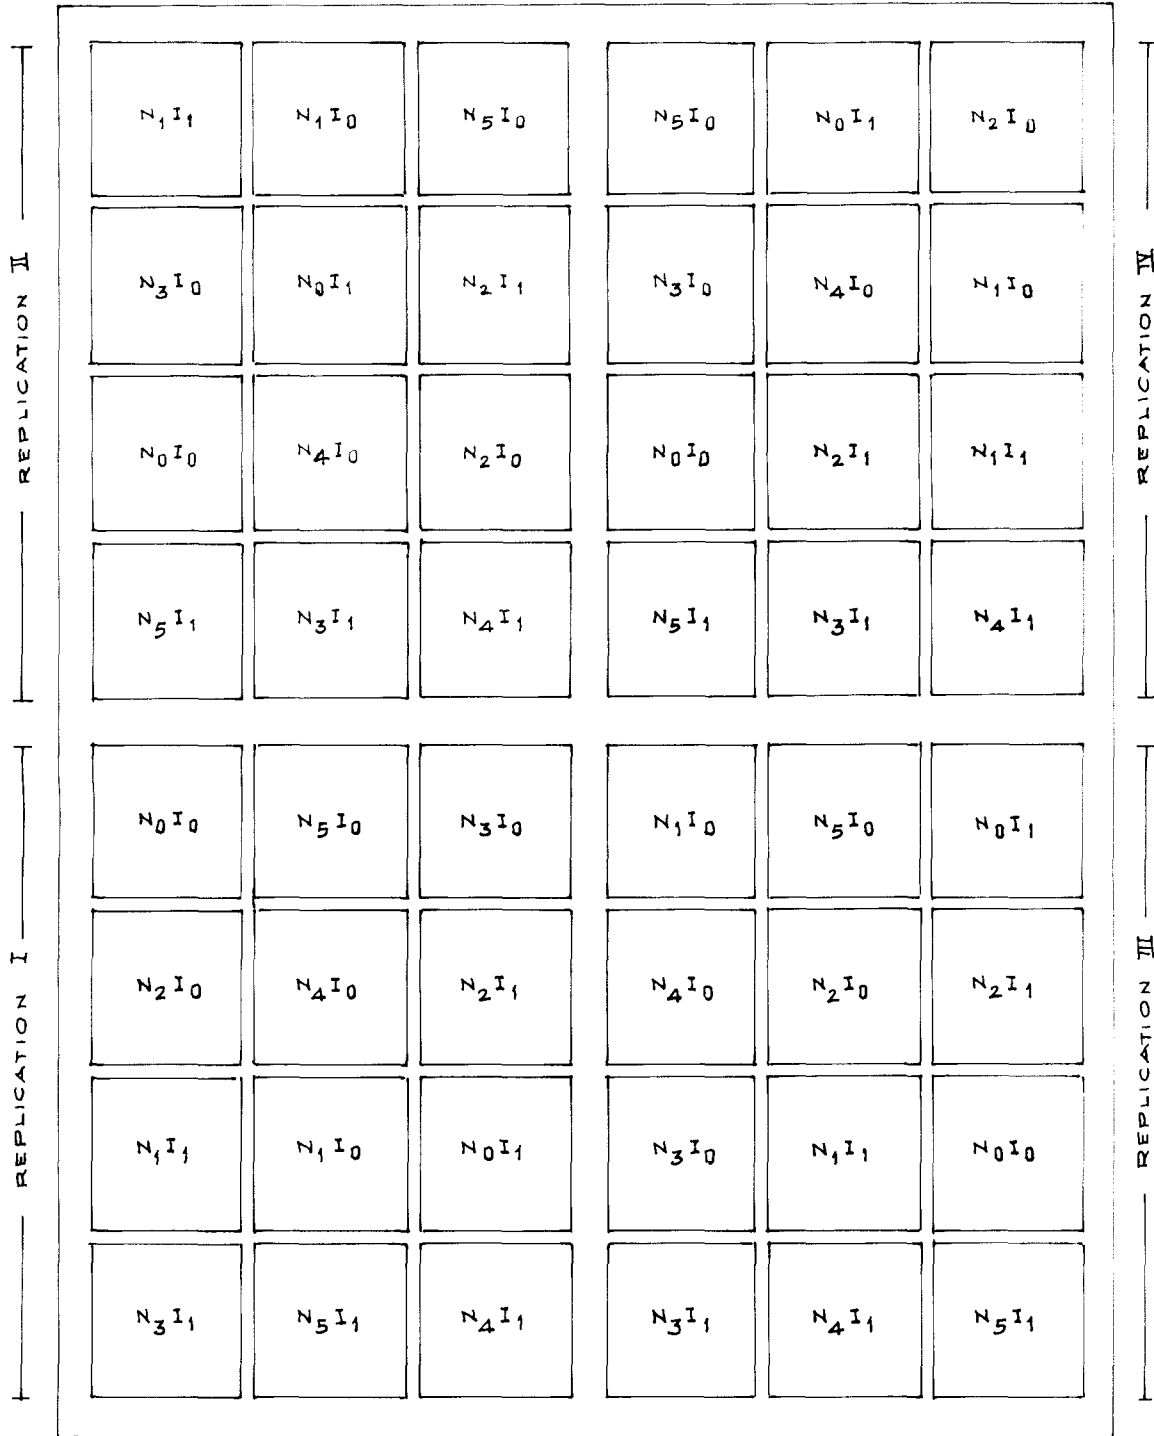 REPLICATION II
N₁I₁ N₁I₀ N₅I₀
N₃I₀ N₀I₁ N₂I₁
N₀I₀ N₄I₀ N₂I₀
N₅I₁ N₃I₁ N₄I₁
REPLICATION IV
N₅I₀ N₀I₁ N₂I₀
N₃I₀ N₄I₀ N₁I₀
N₀I₀ N₂I₁ N₁I₁
N₅I₁ N₃I₁ N₄I₁
REPLICATION I
N₀I₀ N₅I₀ N₃I₀
N₂I₀ N₄I₀ N₂I₁
N₁I₁ N₁I₀ N₀I₁
N₃I₁ N₅I₁ N₄I₁
REPLICATION III
N₁I₀ N₅I₀ N₀I₁
N₄I₀ N₂I₀ N₂I₁
N₃I₀ N₁I₁ N₀I₀
N₃I₁ N₄I₁ N₅I₁